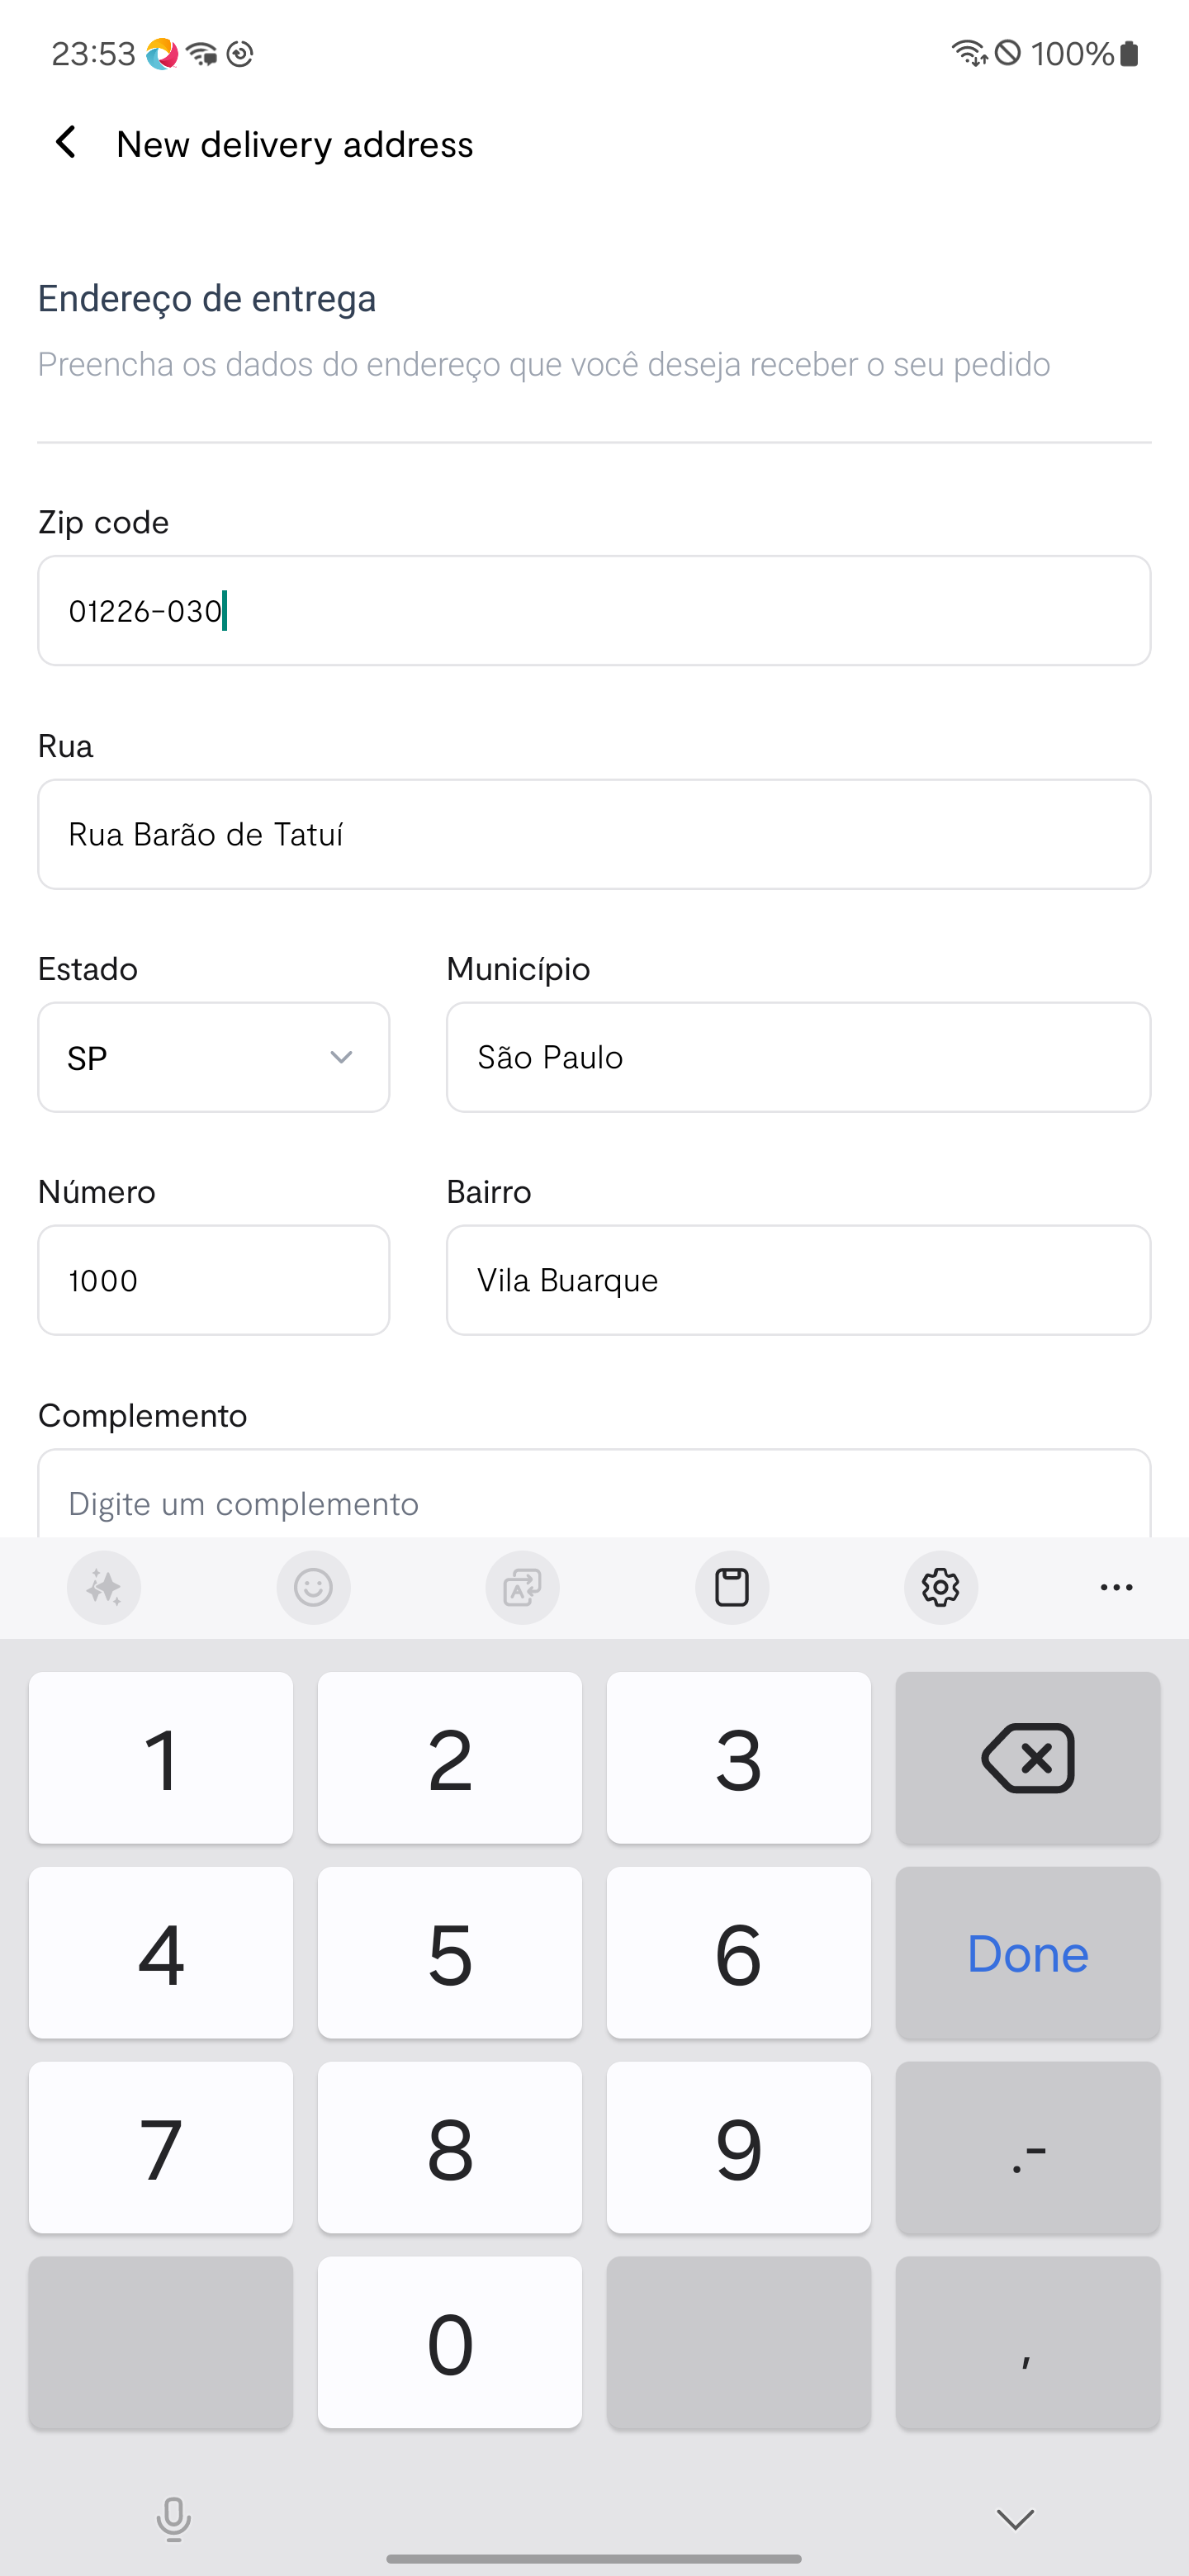 23:53
100%
New delivery address
Endereço de entrega
Preencha os dados do endereço que você deseja receber o seu pedido
Zip code
01226-030
Rua
Rua Barão de Tatuí
Estado
Município
SP
São Paulo
Número
Bairro
1000
Vila Buarque
Complemento
Digite um complemento
1 2 3
4 5 6 Done
7 8 9 .-
0 ,